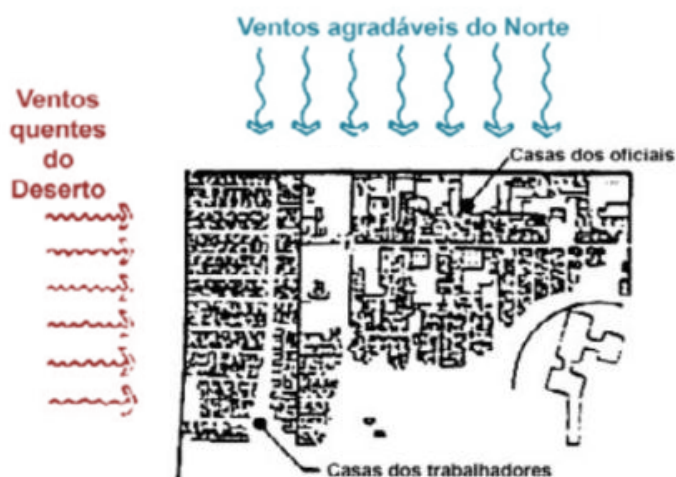 Ventos agradáveis do Norte
Ventos
quentes
do
Deserto
Casas dos oficiais
Casas dos trabalhadores